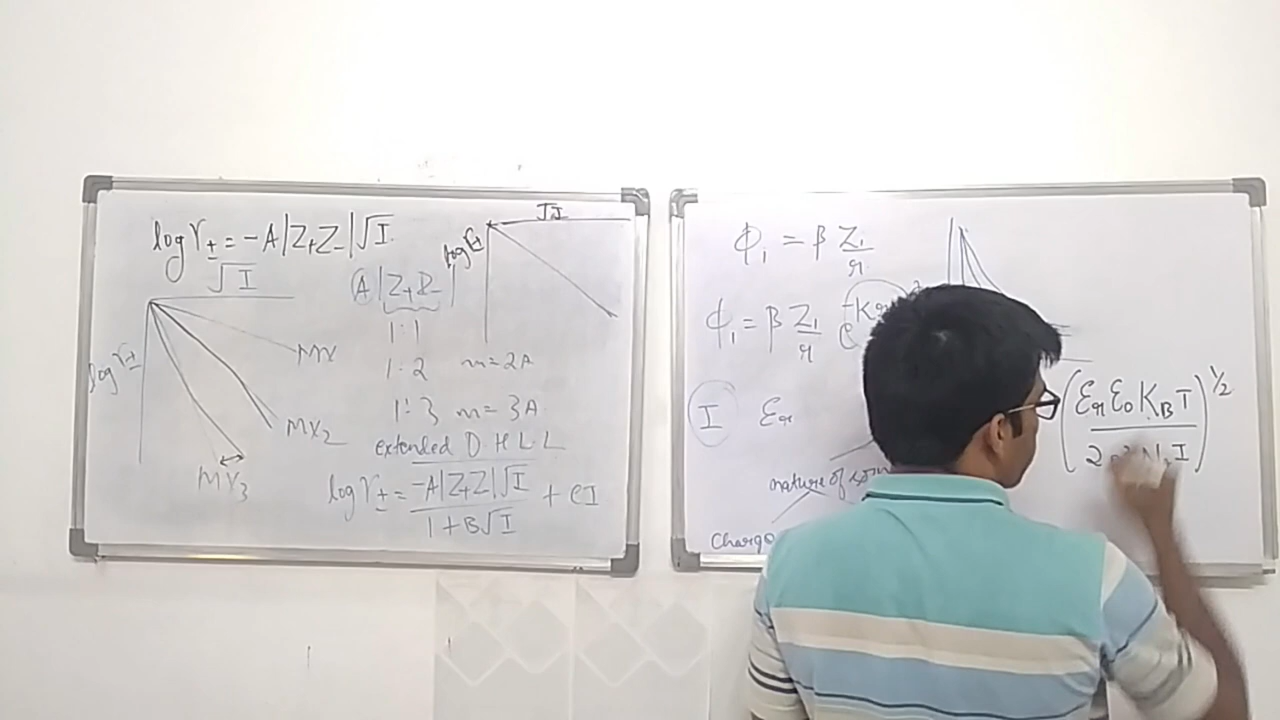 log γ± = -A|Z+Z-|√I
√I
log γ±
MX
MX2
MX3
A|Z+Z-|
1:1
1:2 m=2A
1:3 m=3A
√I
log γ±
extended D.H.L.L
log γ± = -A|Z+Z-|√I / 1+B√I + CI
Φ1 = β Z1/r
Φ1 = β Z1/r e
I εr
nature of
Charge
(εr ε0 KB T / 2 I)^1/2